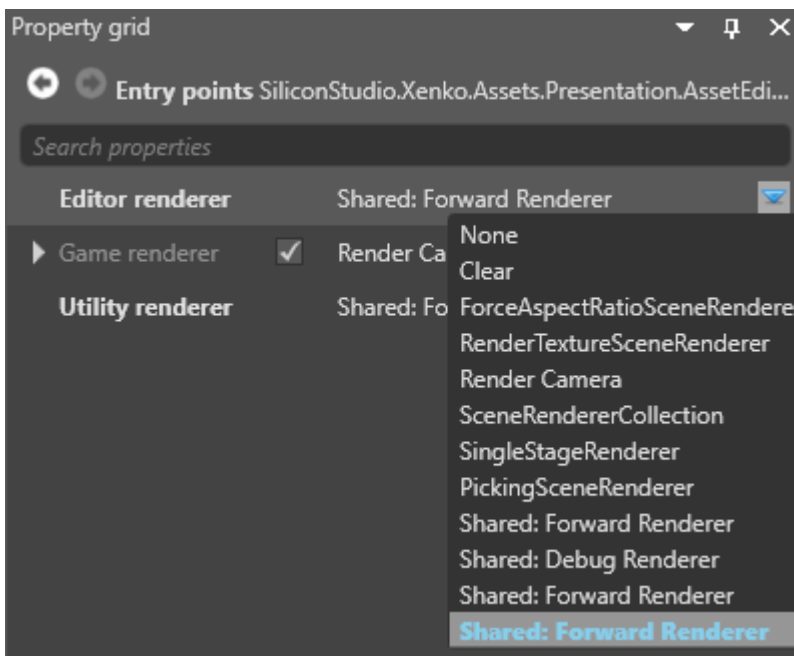 Property grid
Entry points SiliconStudio.Xenko.Assets.Presentation.AssetEdi...
Search properties
Editor renderer Shared: Forward Renderer
Game renderer Render Ca
Utility renderer Shared: Fo
None
Clear
ForceAspectRatioSceneRendere
RenderTextureSceneRenderer
Render Camera
SceneRendererCollection
SingleStageRenderer
PickingSceneRenderer
Shared: Forward Renderer
Shared: Debug Renderer
Shared: Forward Renderer
Shared: Forward Renderer